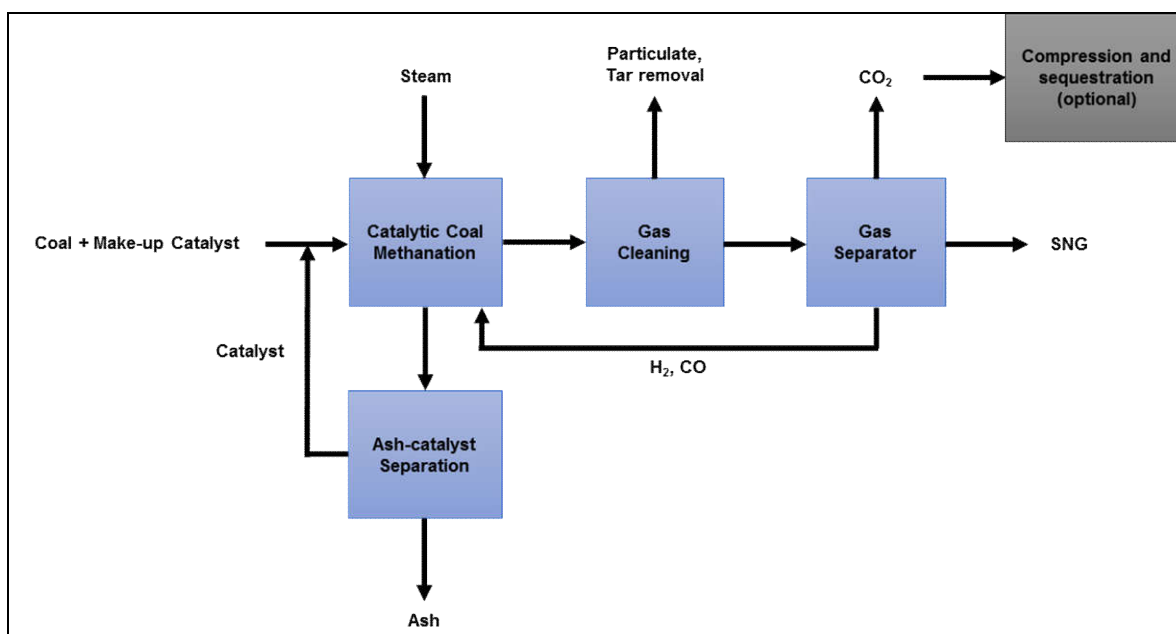 Steam
Particulate,
Tar removal
CO₂
Compression and
sequestration
(optional)
Coal + Make-up Catalyst
Catalytic Coal
Methanation
Gas
Cleaning
Gas
Separator
SNG
Catalyst
H₂, CO
Ash-catalyst
Separation
Ash